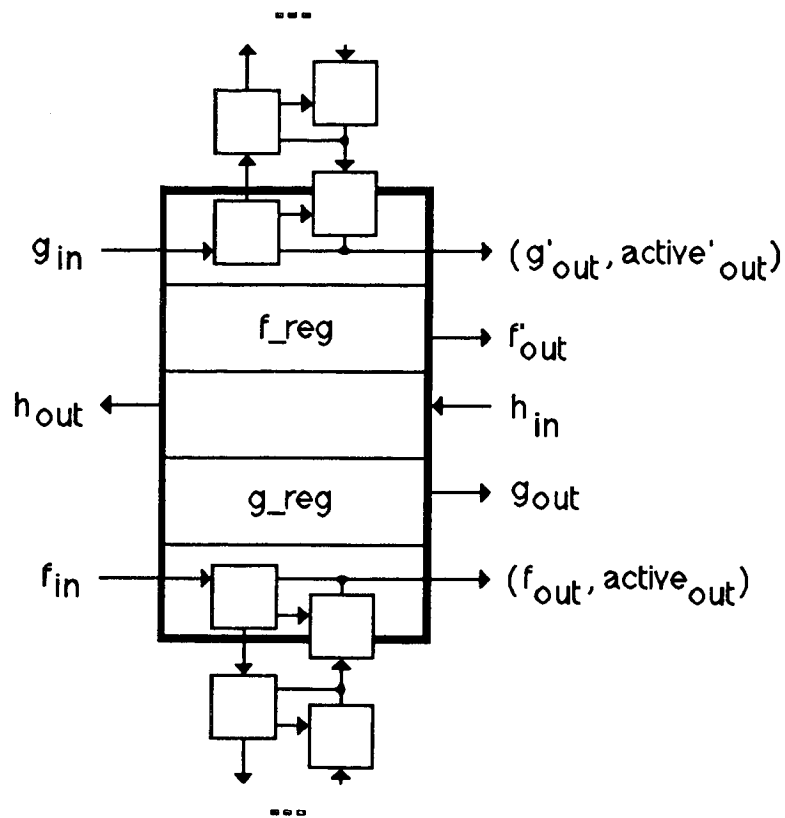 ---
g_in (g'_out, active'_out)
f_reg f'_out
h_out h_in
g_reg g_out
f_in (f_out, active_out)
---